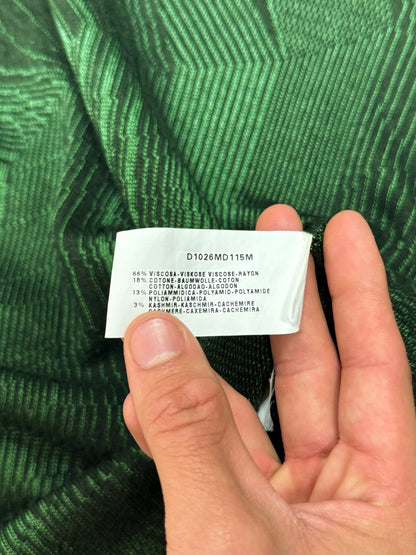 D1026MD115M
66% VISCOSA-VISKOSE VISCOSE-RAYON
18% COTONE-BAUMWOLLE-COTON
COTTON-ALGODAO-ALGODON
13% POLIAMMIDICA-POLYAMID-POLYAMIDE
NYLON-POLIAMIDA
3% KASHMIR-KASCHMIR-CACHEMIRE
CASHMERE-CAXEMIRA-CACHEMIRA